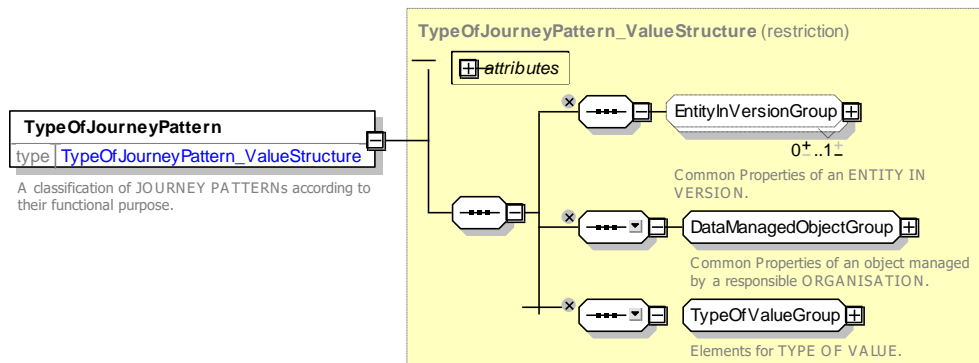 TypeOfJourneyPattern_ValueStructure (restriction)
attributes
TypeOfJourneyPattern
type TypeOfJourneyPattern_ValueStructure
A classification of JOURNEY PATTERNs according to
their functional purpose.
EntityInVersionGroup
0..1
Common Properties of an ENTITY IN
VERSION.
DataManagedObjectGroup
Common Properties of an object managed
by a responsible ORGANISATION.
TypeOfValueGroup
Elements for TYPE OF VALUE.